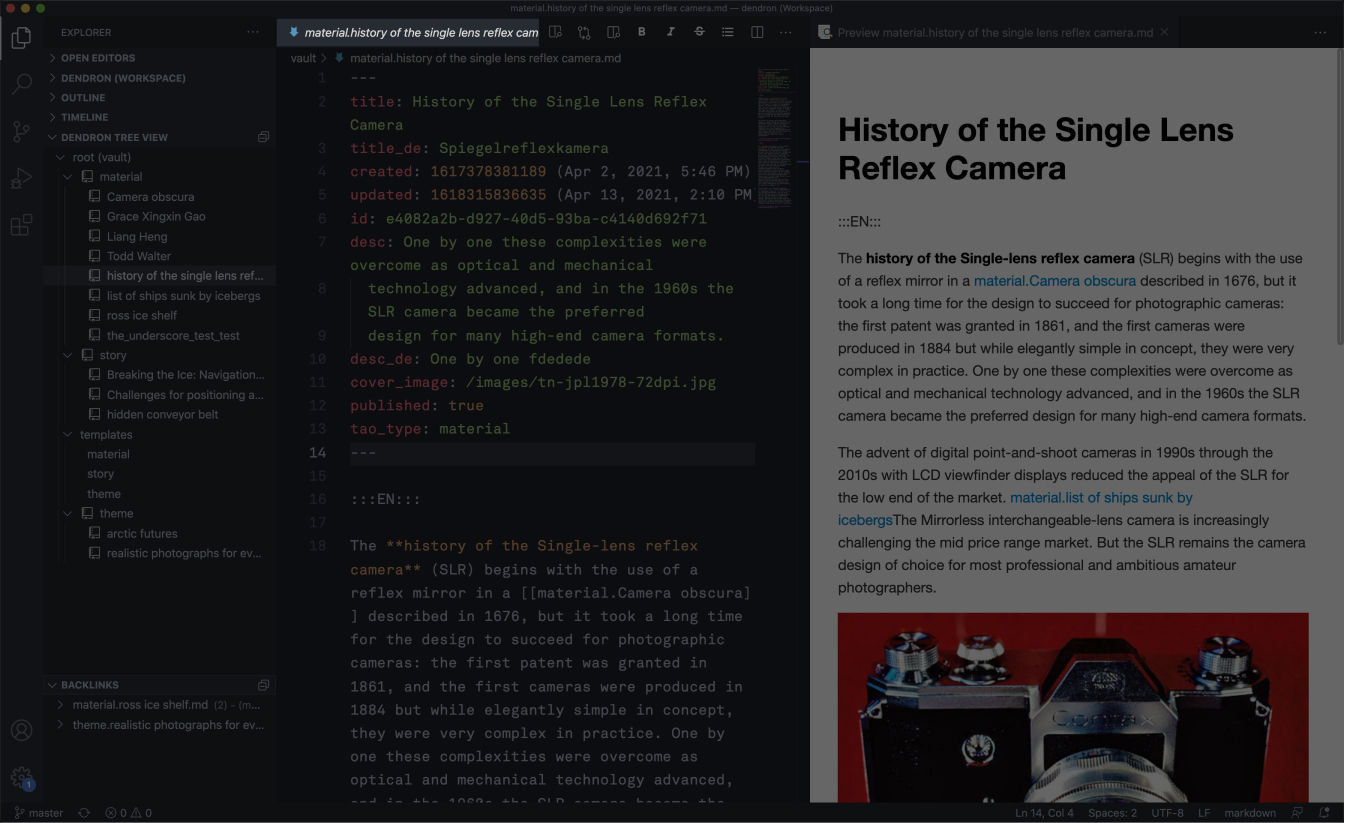 material.history of the single lens reflex camera.md — dendron (Workspace)
EXPLORER
OPEN EDITORS
DENDRON (WORKSPACE)
OUTLINE
TIMELINE
DENDRON TREE VIEW
root (vault)
material
Camera obscura
Grace Xingxin Gao
Liang Heng
Todd Walter
history of the single lens ref...
list of ships sunk by icebergs
ross ice shelf
the_underscore_test_test
story
Breaking the Ice: Navigation...
Challenges for positioning a...
hidden conveyor belt
templates
material
story
theme
theme
arctic futures
realistic photographs for ev...
BACKLINKS
material.ross ice shelf.md (2) - (m...
theme.realistic photographs for ev...
1
material.history of the single lens reflex cam
B I S
vault > material.history of the single lens reflex camera.md
1 ---
2 title: History of the Single Lens Reflex
Camera
3 title_de: Spiegelreflexkamera
4 created: 1617378381189 (Apr 2, 2021, 5:46 PM)
5 updated: 1618315836635 (Apr 13, 2021, 2:10 PM
6 id: e4082a2b-d927-40d5-93ba-c4140d692f71
7 desc: One by one these complexities were
overcome as optical and mechanical
8 technology advanced, and in the 1960s the
SLR camera became the preferred
9 design for many high-end camera formats.
10 desc_de: One by one fdedede
11 cover_image: /images/tn-jpl1978-72dpi.jpg
12 published: true
13 tao_type: material
14 ---
15
16 :::EN:::
17
18 The **history of the Single-lens reflex
camera** (SLR) begins with the use of a
reflex mirror in a [[material.Camera obscura]
] described in 1676, but it took a long time
for the design to succeed for photographic
cameras: the first patent was granted in
1861, and the first cameras were produced in
1884 but while elegantly simple in concept,
they were very complex in practice. One by
one these complexities were overcome as
optical and mechanical technology advanced,
and in the 1960s the SLR camera became the
Preview material.history of the single lens reflex camera.md
History of the Single Lens
Reflex Camera
:::EN:::
The history of the Single-lens reflex camera (SLR) begins with the use
of a reflex mirror in a material.Camera obscura described in 1676, but it
took a long time for the design to succeed for photographic cameras:
the first patent was granted in 1861, and the first cameras were
produced in 1884 but while elegantly simple in concept, they were very
complex in practice. One by one these complexities were overcome as
optical and mechanical technology advanced, and in the 1960s the SLR
camera became the preferred design for many high-end camera formats.
The advent of digital point-and-shoot cameras in 1990s through the
2010s with LCD viewfinder displays reduced the appeal of the SLR for
the low end of the market. material.list of ships sunk by
icebergsThe Mirrorless interchangeable-lens camera is increasingly
challenging the mid price range market. But the SLR remains the camera
design of choice for most professional and ambitious amateur
photographers.
ZEISS
IKON
Contax
master 0 0
Ln 14, Col 4 Spaces: 2 UTF-8 LF markdown